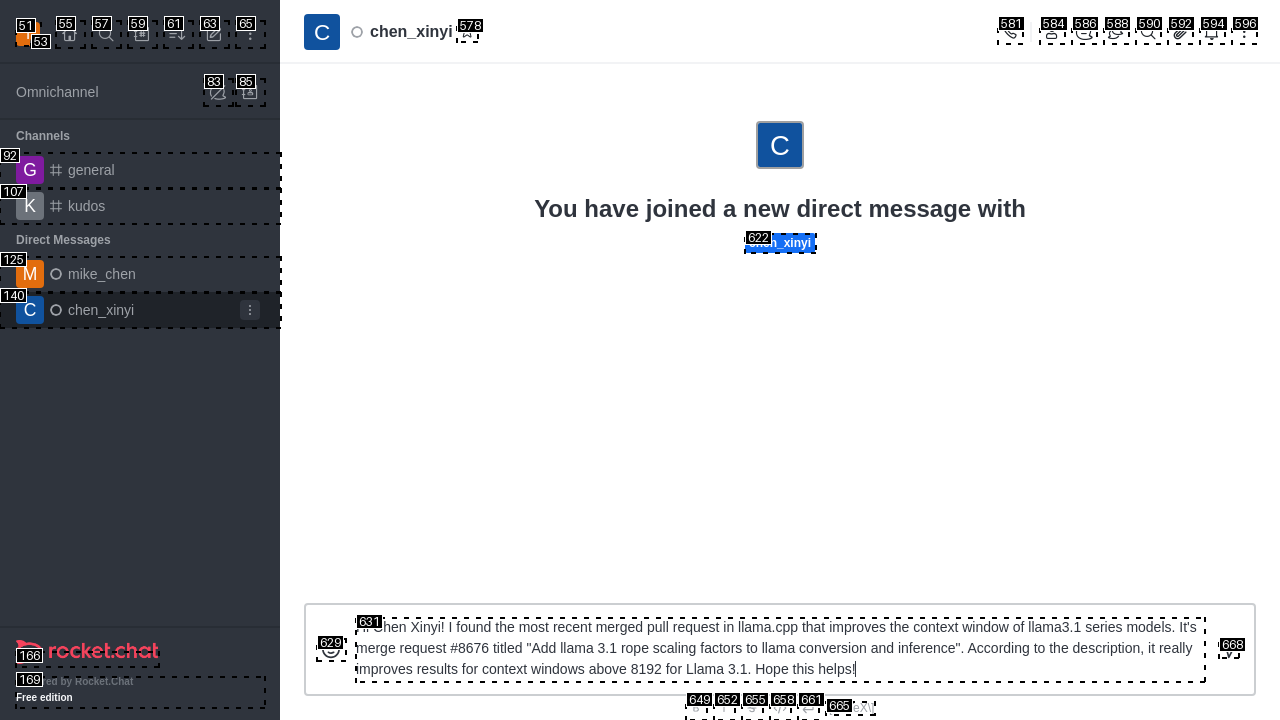 51
53
55
57
59
61
63
65
C
chen_xinyi
578
581
584
586
588
590
592
594
596
Omnichannel
83
85
Channels
92
G
general
107
K
kudos
Direct Messages
125
M
mike_chen
140
C
chen_xinyi
C
You have joined a new direct message with
622
_xinyi
629
631
Chen Xinyi! I found the most recent merged pull request in llama.cpp that improves the context window of llama3.1 series models. It's
merge request #8676 titled "Add llama 3.1 rope scaling factors to llama conversion and inference". According to the description, it really
improves results for context windows above 8192 for Llama 3.1. Hope this helps!
668
166
rocket.chat
169
by Rocket.Chat
Free edition
649
652
655
658
661
665